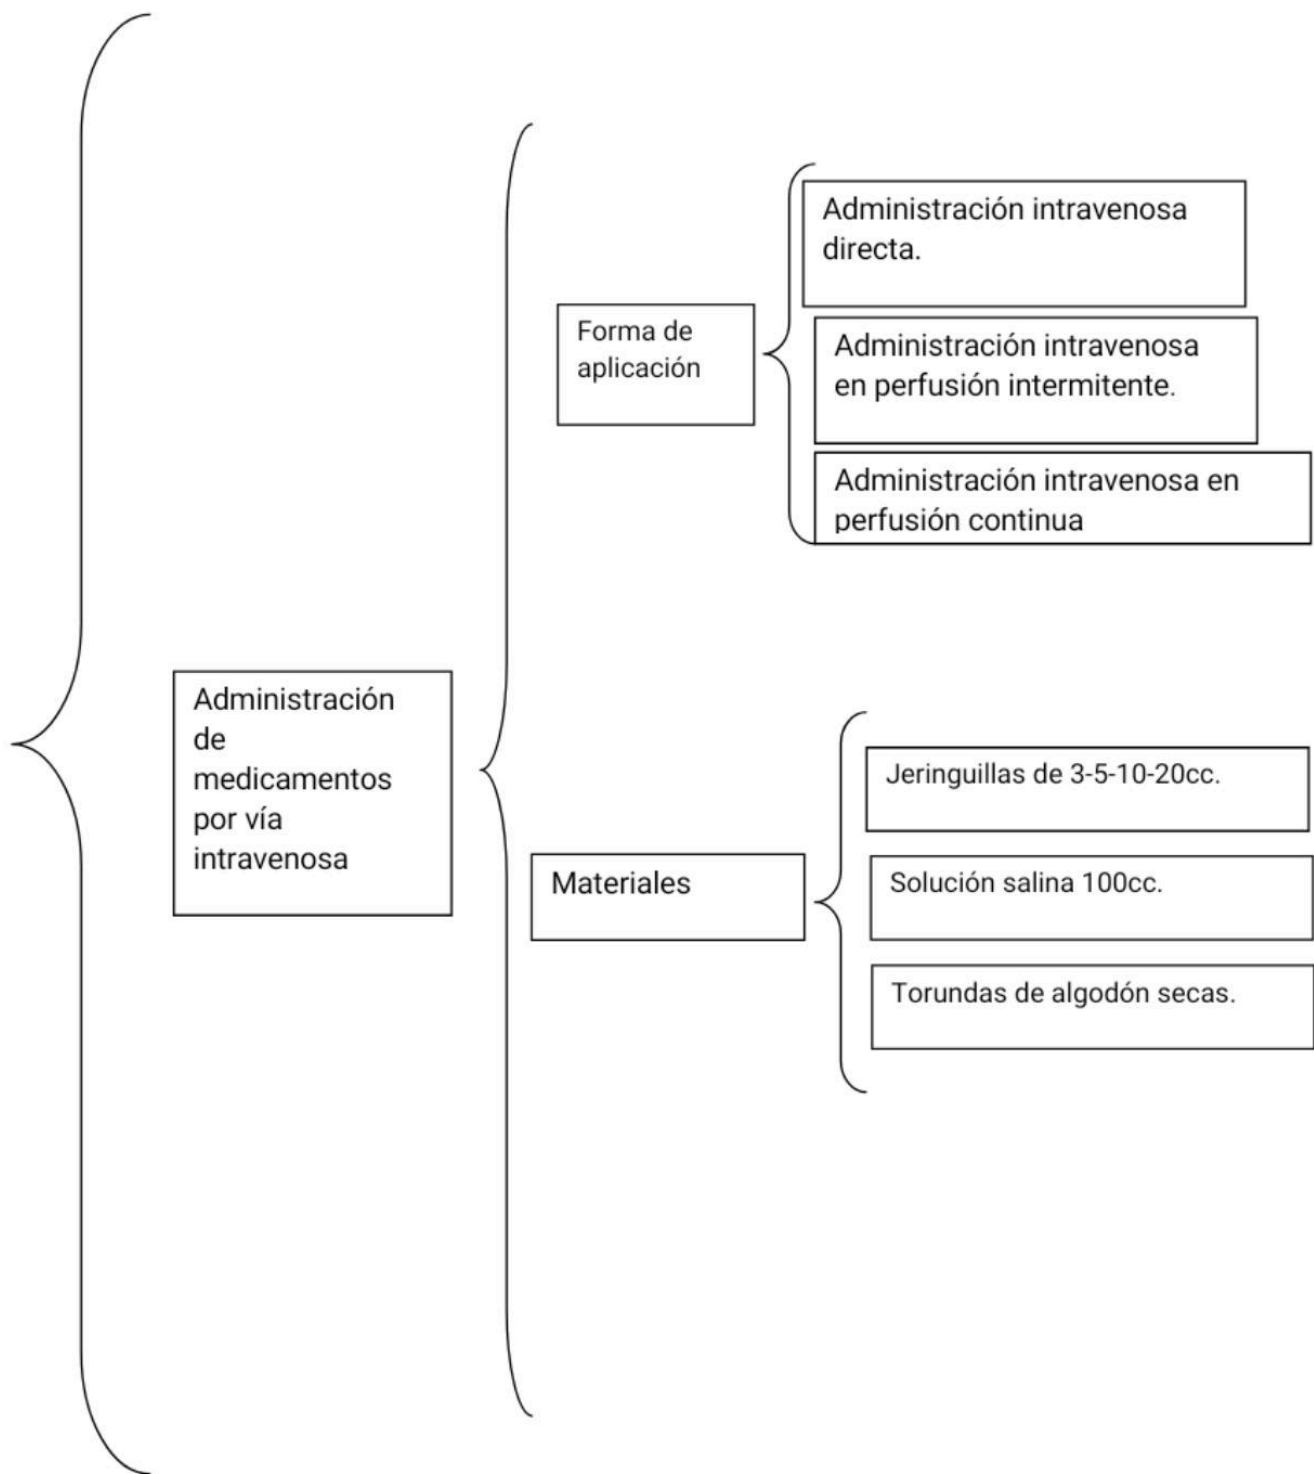 Administración intravenosa
directa.
Forma de
aplicación
Administración intravenosa
en perfusión intermitente.
Administración intravenosa en
perfusión continua
Administración
de
medicamentos
por vía
intravenosa
Jeringuillas de 3-5-10-20cc.
Materiales
Solución salina 100cc.
Torundas de algodón secas.